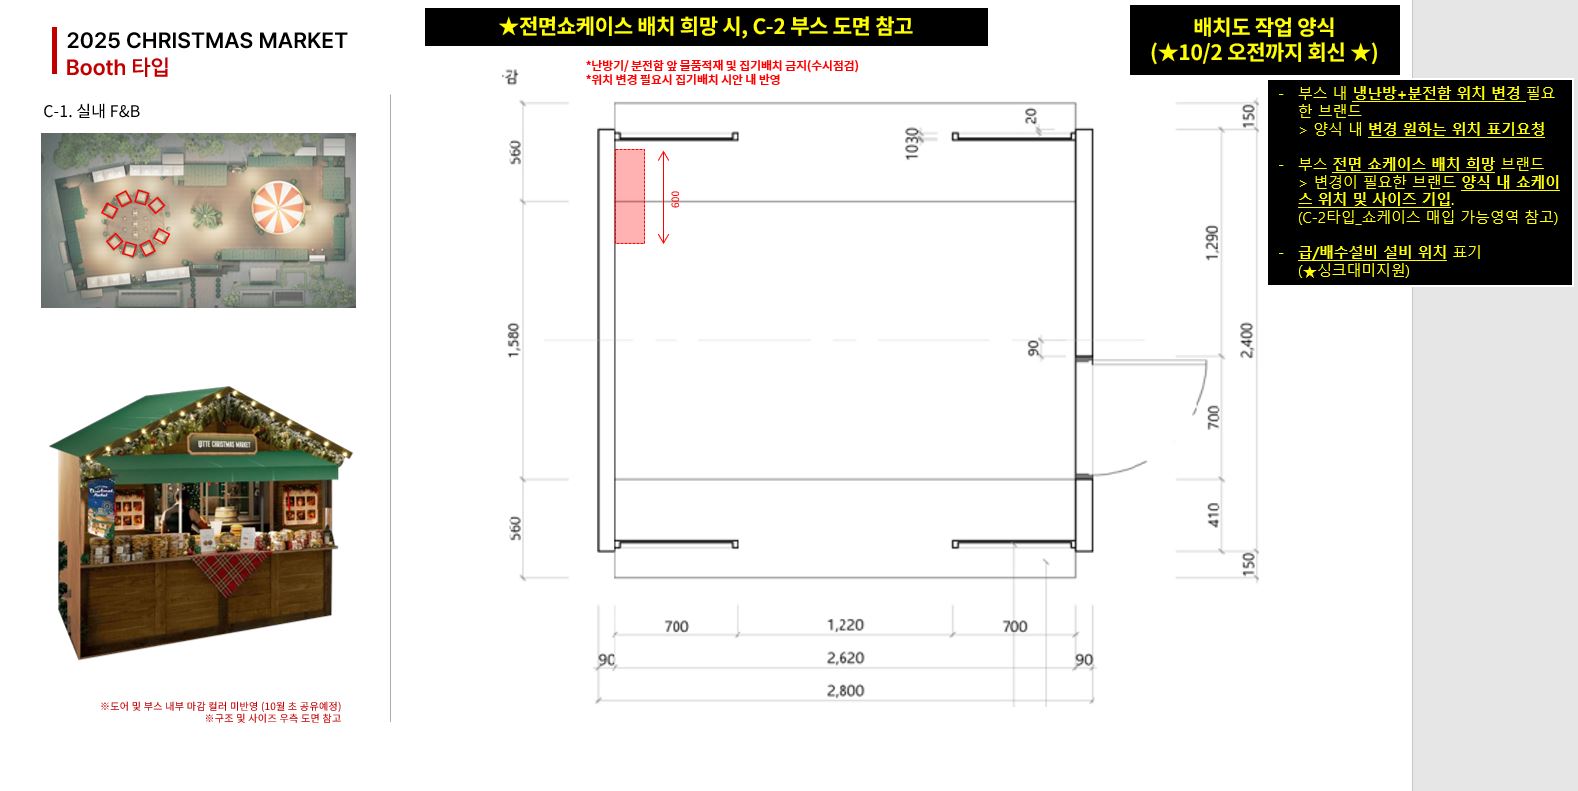 2025 CHRISTMAS MARKET
Booth 타입
C-1. 실내 F&B
LOTTE CHRISTMAS MARKET
※도어 및 부스 내부 마감 컬러 미반영 (10월 초 공유예정)
※구조 및 사이즈 우측 도면 참고
★전면쇼케이스 배치 희망 시, C-2 부스 도면 참고
*난방기/ 분전함 앞 물품적재 및 집기배치 금지(수시점검)
*위치 변경 필요시 집기배치 시안 내 반영
감
560
1,580
560
600
1030
20
90
150
1,290
2,400
700
410
150
700
1,220
700
90
2,620
90
2,800
배치도 작업 양식
(★10/2 오전까지 회신 ★)
- 부스 내 냉난방+분전함 위치 변경 필요
한 브랜드
> 양식 내 변경 원하는 위치 표기요청
- 부스 전면 쇼케이스 배치 희망 브랜드
> 변경이 필요한 브랜드 양식 내 쇼케이
스 위치 및 사이즈 기입.
(C-2타입_쇼케이스 매입 가능영역 참고)
- 급/배수설비 설비 위치 표기
(★싱크대미지원)